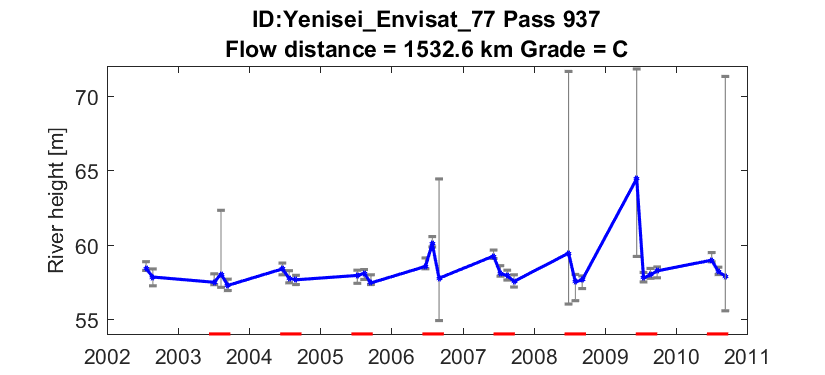 ID:Yenisei_Envisat_77 Pass 937
Flow distance = 1532.6 km Grade = C
River height [m]
70
65
60
55
2002 2003 2004 2005 2006 2007 2008 2009 2010 2011